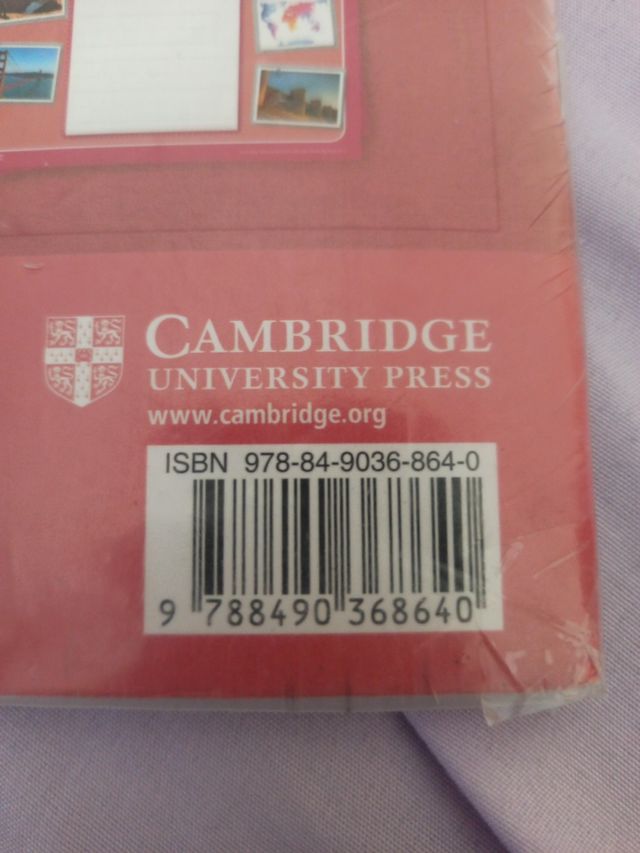 CAMBRIDGE
UNIVERSITY PRESS
www.cambridge.org
ISBN 978-84-9036-864-0
9 788490 368640